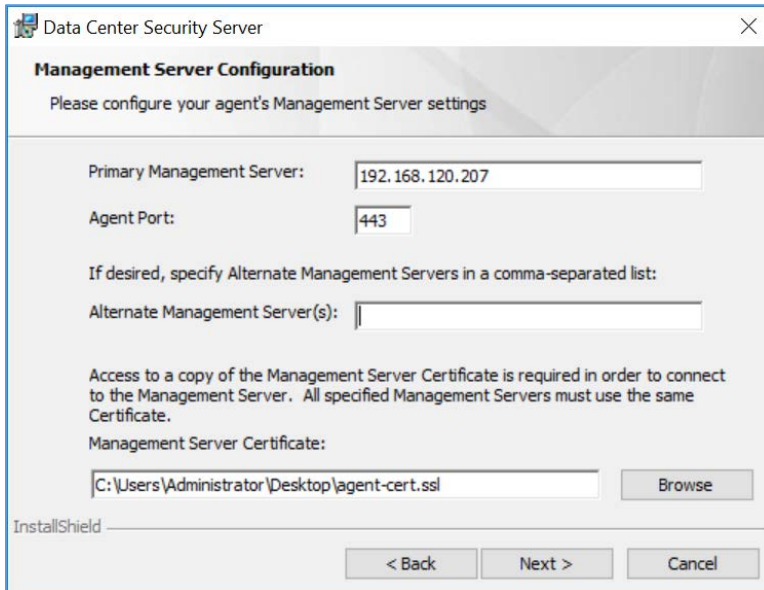 Data Center Security Server
Management Server Configuration
Please configure your agent's Management Server settings
Primary Management Server: 192.168.120.207
Agent Port: 443
If desired, specify Alternate Management Servers in a comma-separated list:
Alternate Management Server(s):
Access to a copy of the Management Server Certificate is required in order to connect
to the Management Server.  All specified Management Servers must use the same
Certificate.
Management Server Certificate:
C:\Users\Administrator\Desktop\agent-cert.ssl Browse
InstallShield
< Back Next > Cancel